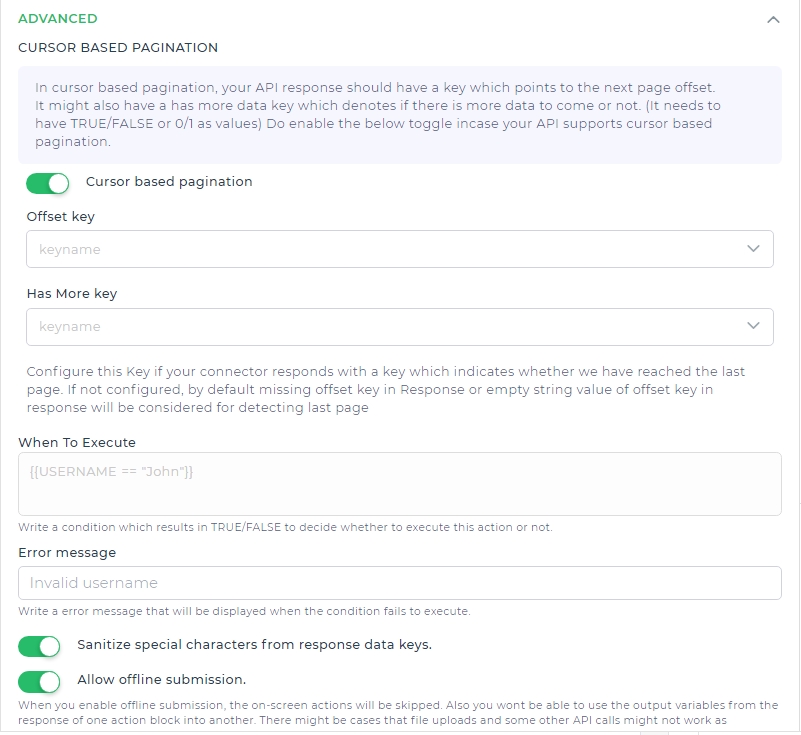 ADVANCED
CURSOR BASED PAGINATION
In cursor based pagination, your API response should have a key which points to the next page offset.
It might also have a has more data key which denotes if there is more data to come or not. (It needs to
have TRUE/FALSE or 0/1 as values) Do enable the below toggle incase your API supports cursor based
pagination.
Cursor based pagination
Offset key
keyname
Has More key
keyname
Configure this Key if your connector responds with a key which indicates whether we have reached the last
page. If not configured, by default missing offset key in Response or empty string value of offset key in
response will be considered for detecting last page
When To Execute
{{USERNAME == "John"}}
Write a condition which results in TRUE/FALSE to decide whether to execute this action or not.
Error message
Invalid username
Write a error message that will be displayed when the condition fails to execute.
Sanitize special characters from response data keys.
Allow offline submission.
When you enable offline submission, the on-screen actions will be skipped. Also you wont be able to use the output variables from the
response of one action block into another. There might be cases that file uploads and some other API calls might not work as